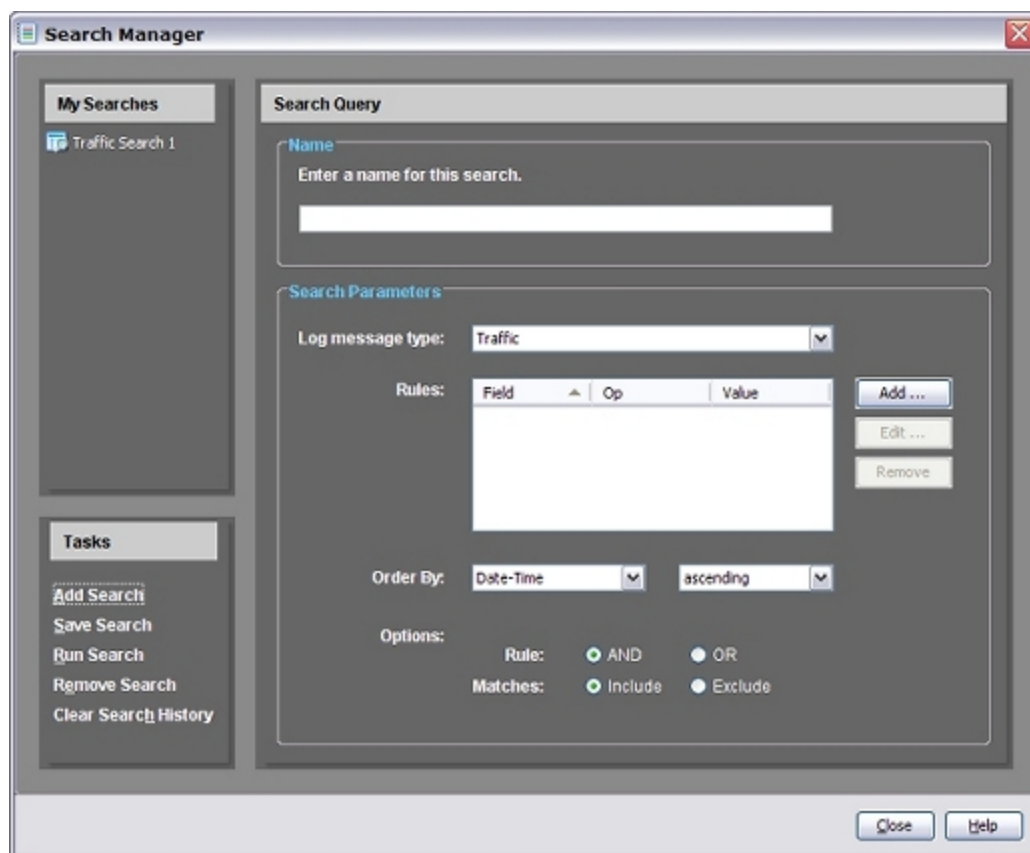 Search Manager
My Searches
Traffic Search 1
Tasks
Add Search
Save Search
Run Search
Remove Search
Clear Search History
Search Query
Name
Enter a name for this search.
Search Parameters
Log message type: Traffic
Rules: Field Op Value
Add ...
Edit ...
Remove
Order By: Date-Time ascending
Options:
Rule: AND OR
Matches: Include Exclude
Close Help